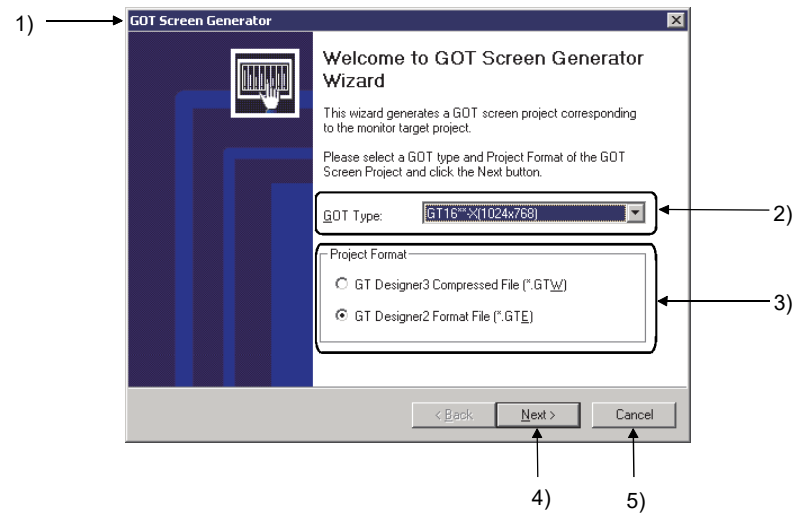 1)
GOT Screen Generator
Welcome to GOT Screen Generator
Wizard
This wizard generates a GOT screen project corresponding
to the monitor target project.
Please select a GOT type and Project Format of the GOT
Screen Project and click the Next button.
GOT Type:
GT16**-X(1024x768)
2)
Project Format
GT Designer3 Compressed File (*.GTW)
GT Designer2 Format File (*.GTE)
3)
< Back
Next >
Cancel
4)
5)